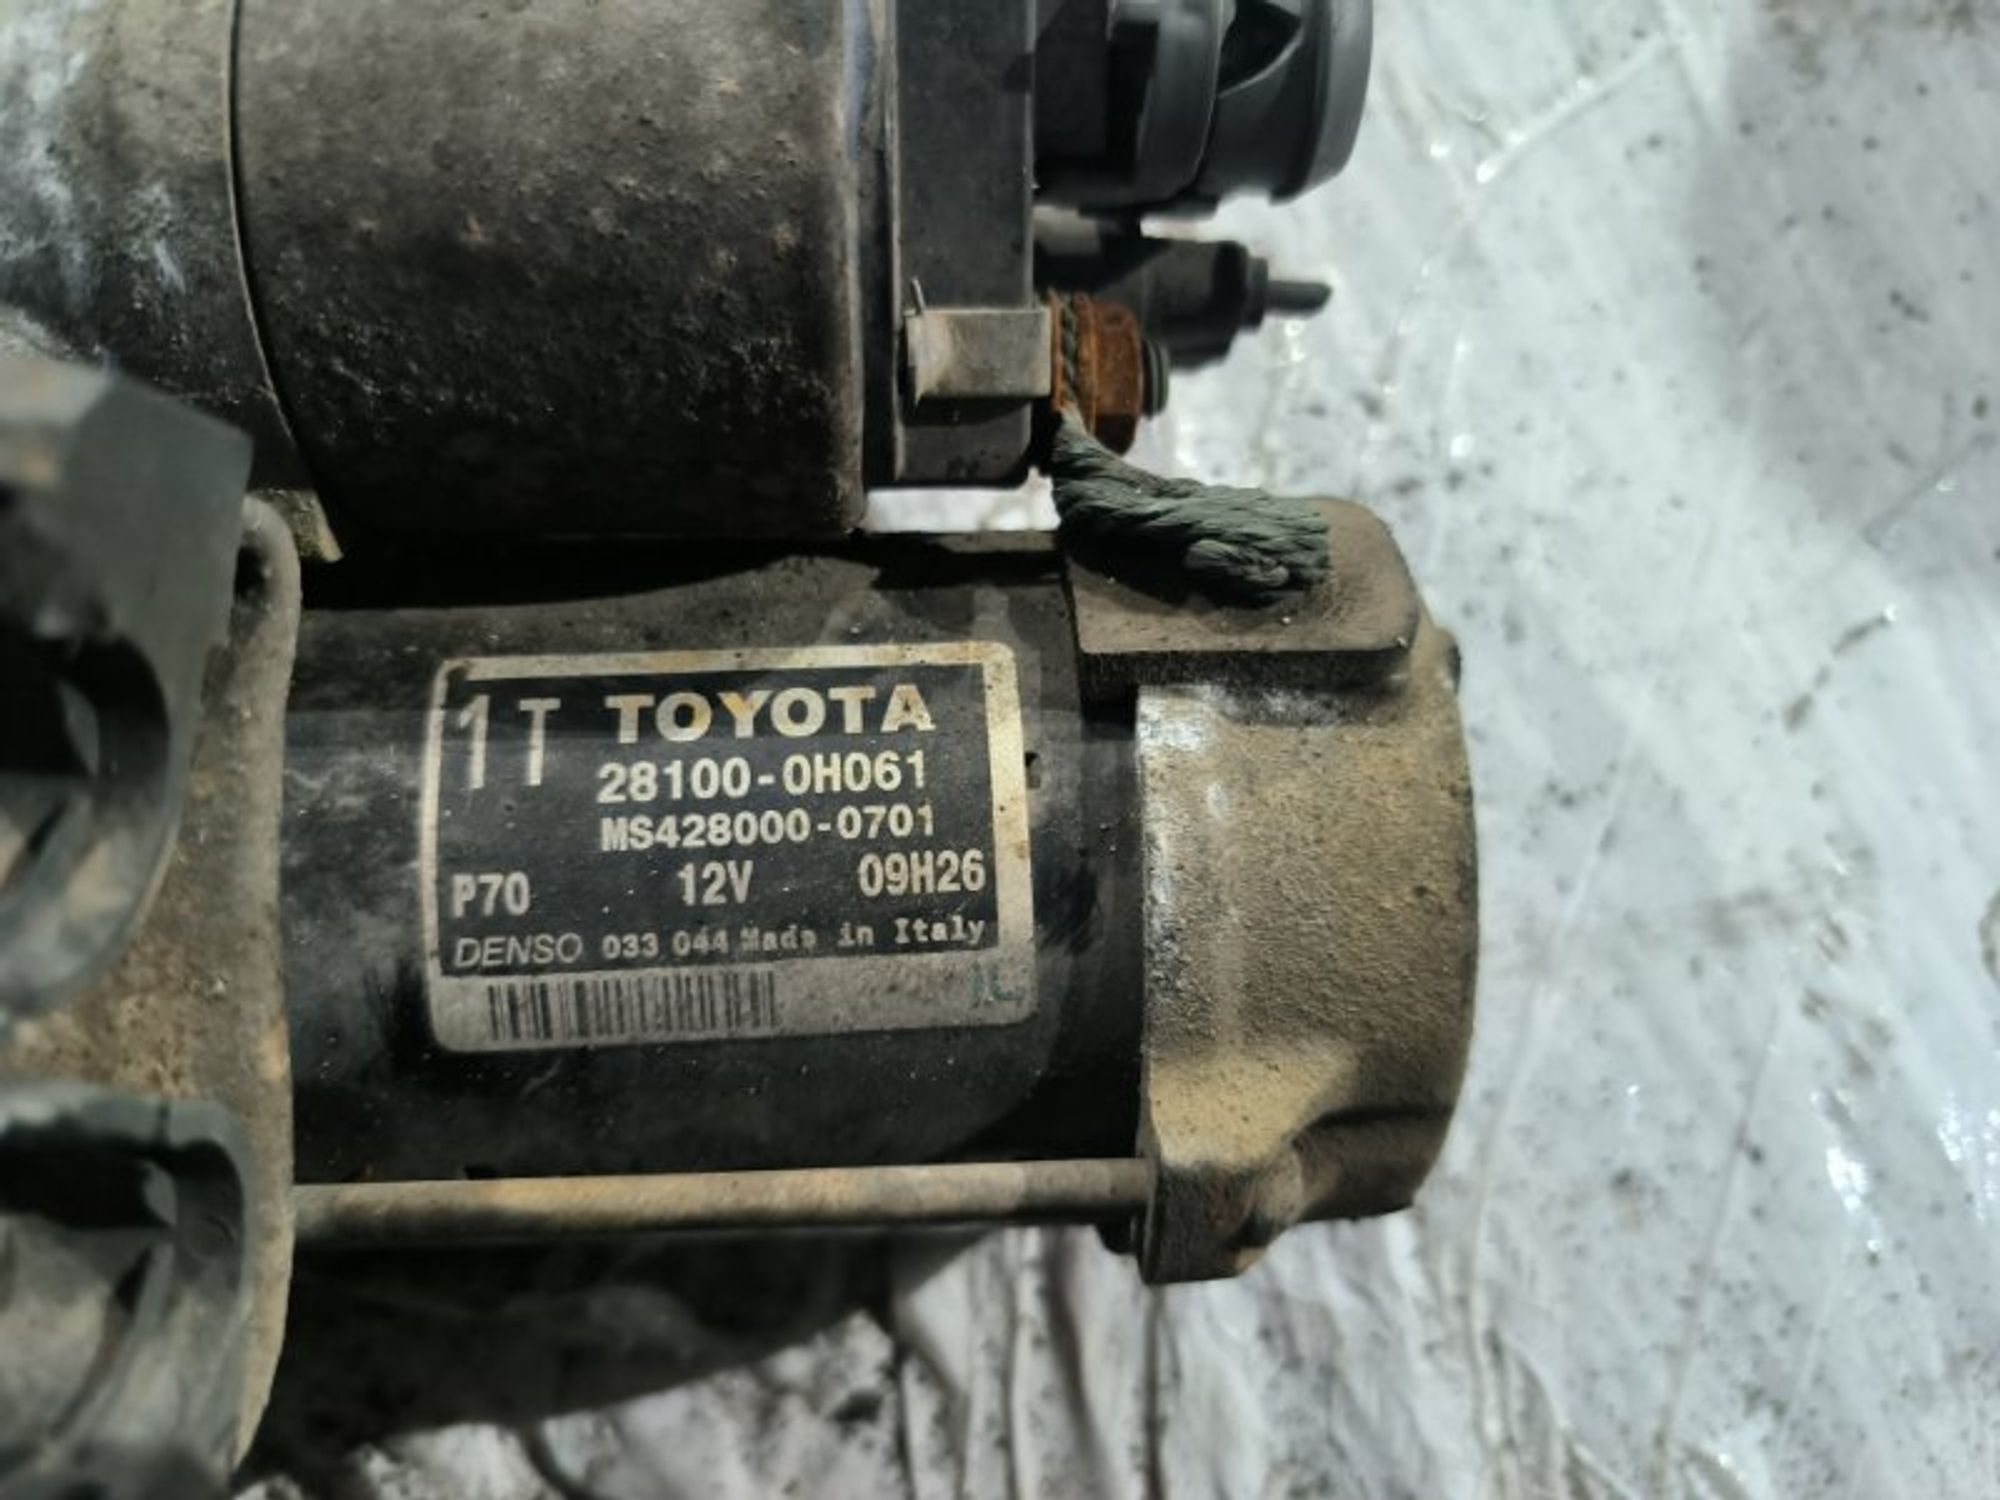 1T TOYOTA
28100-0H061
MS428000-0701
P70 12V 09H26
DENSO 033 044 Made in Italy